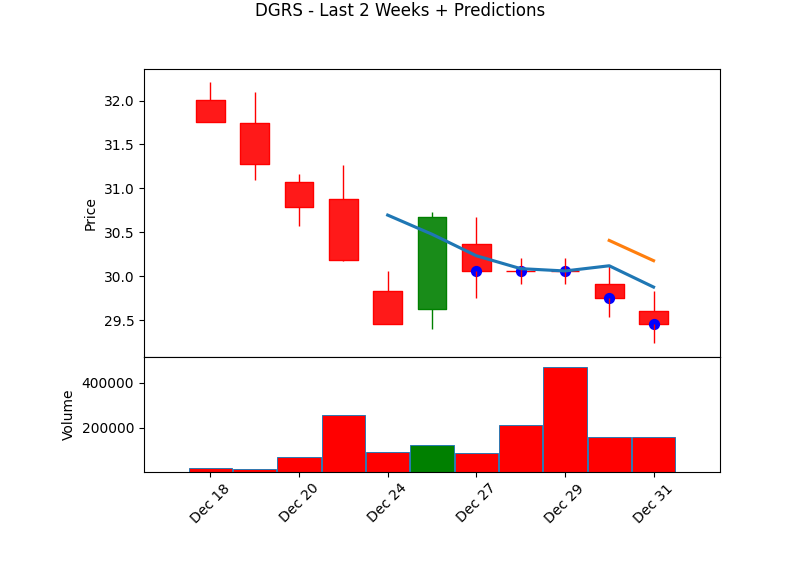 DGRS - Last 2 Weeks + Predictions
32.0
31.5
31.0
30.5
30.0
29.5
Price
400000
200000
Volume
Dec 18
Dec 20
Dec 24
Dec 27
Dec 29
Dec 31